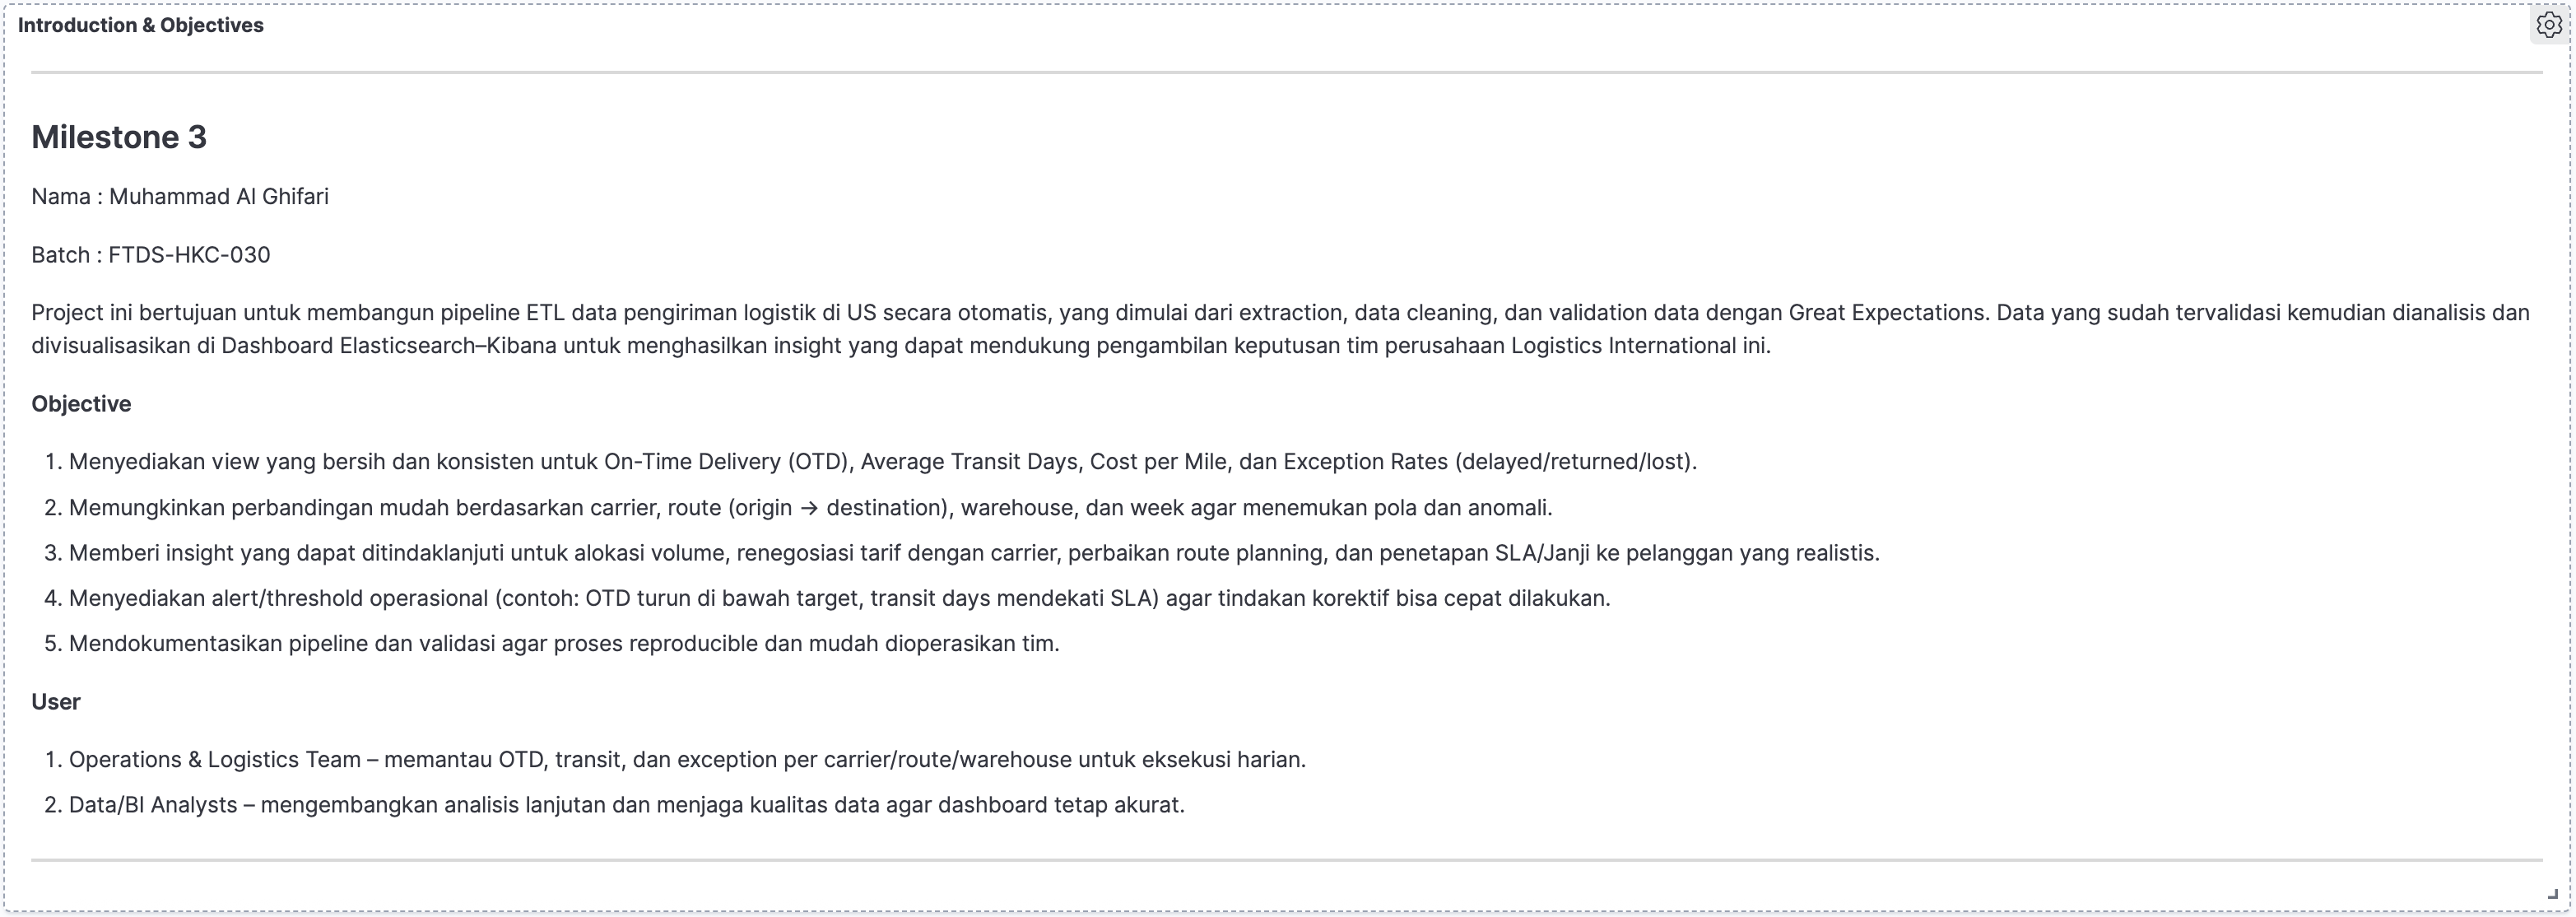 Introduction & Objectives
Milestone 3
Nama : Muhammad Al Ghifari
Batch : FTDS-HKC-030
Project ini bertujuan untuk membangun pipeline ETL data pengiriman logistik di US secara otomatis, yang dimulai dari extraction, data cleaning, dan validation data dengan Great Expectations. Data yang sudah tervalidasi kemudian dianalisis dan
divisualisasikan di Dashboard Elasticsearch–Kibana untuk menghasilkan insight yang dapat mendukung pengambilan keputusan tim perusahaan Logistics International ini.
Objective
1. Menyediakan view yang bersih dan konsisten untuk On-Time Delivery (OTD), Average Transit Days, Cost per Mile, dan Exception Rates (delayed/returned/lost).
2. Memungkinkan perbandingan mudah berdasarkan carrier, route (origin → destination), warehouse, dan week agar menemukan pola dan anomali.
3. Memberi insight yang dapat ditindaklanjuti untuk alokasi volume, renegosiasi tarif dengan carrier, perbaikan route planning, dan penetapan SLA/Janji ke pelanggan yang realistis.
4. Menyediakan alert/threshold operasional (contoh: OTD turun di bawah target, transit days mendekati SLA) agar tindakan korektif bisa cepat dilakukan.
5. Mendokumentasikan pipeline dan validasi agar proses reproducible dan mudah dioperasikan tim.
User
1. Operations & Logistics Team – memantau OTD, transit, dan exception per carrier/route/warehouse untuk eksekusi harian.
2. Data/BI Analysts – mengembangkan analisis lanjutan dan menjaga kualitas data agar dashboard tetap akurat.